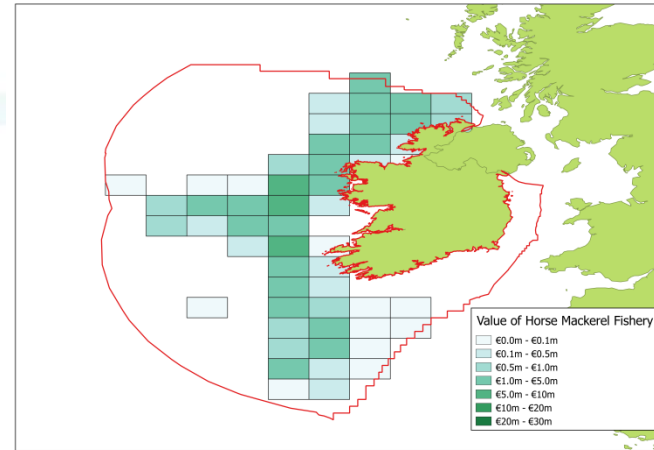 Value of Horse Mackerel Fishery
€0.0m - €0.1m
€0.1m - €0.5m
€0.5m - €1.0m
€1.0m - €5.0m
€5.0m - €10m
€10m - €20m
€20m - €30m